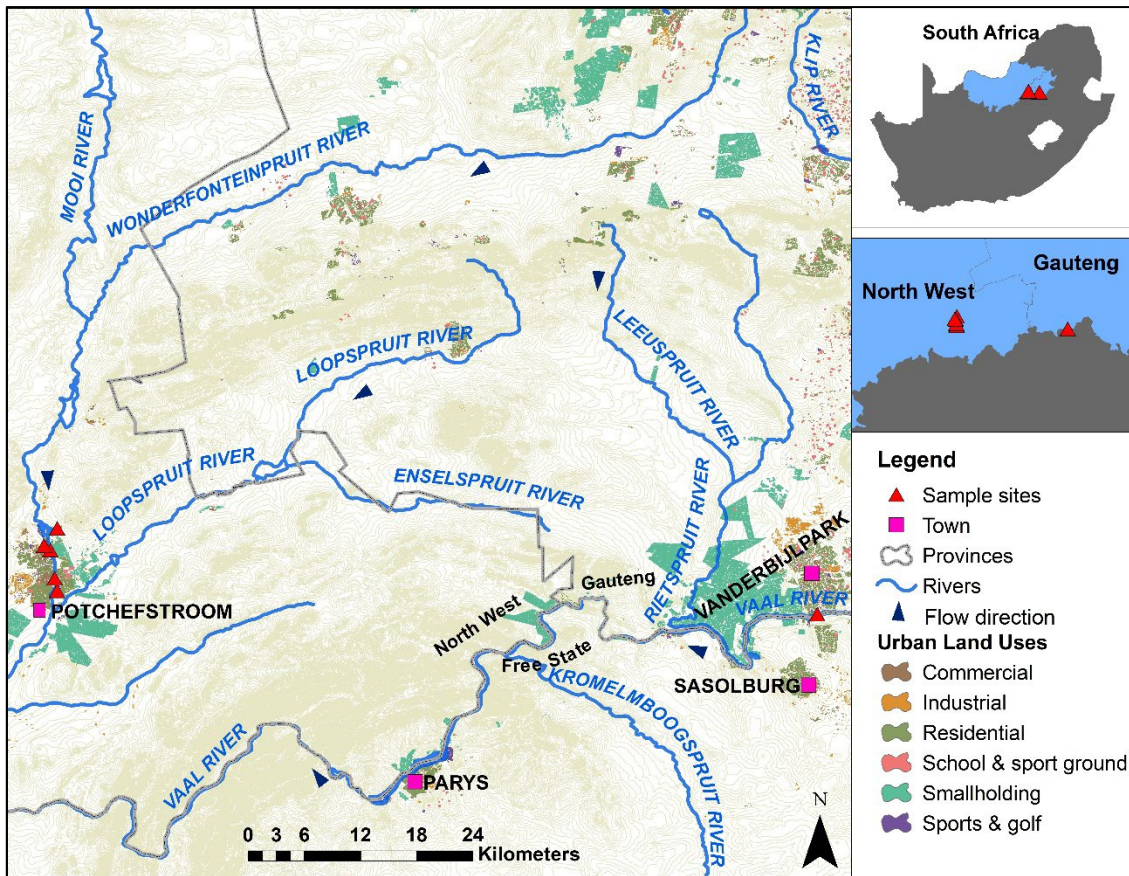 MOOI RIVER
WONDERFONTEINPRUIT RIVER
KLIP RIVER
LOOPSPRUIT RIVER
LEEUSPRUIT RIVER
LOOPSPRUIT RIVER
ENSELSPRUIT RIVER
RIETSPRUIT RIVER
VANDERBIJLPARK
VAAL RIVER
POTCHEFSTROOM
Gauteng
North West
Free State
SASOLBURG
KROMELMBOOGSPRUIT RIVER
VAAL RIVER
PARYS
0 3 6 12 18 24
Kilometers
N
South Africa
Gauteng
North West
Legend
Sample sites
Town
Provinces
Rivers
Flow direction
Urban Land Uses
Commercial
Industrial
Residential
School & sport ground
Smallholding
Sports & golf